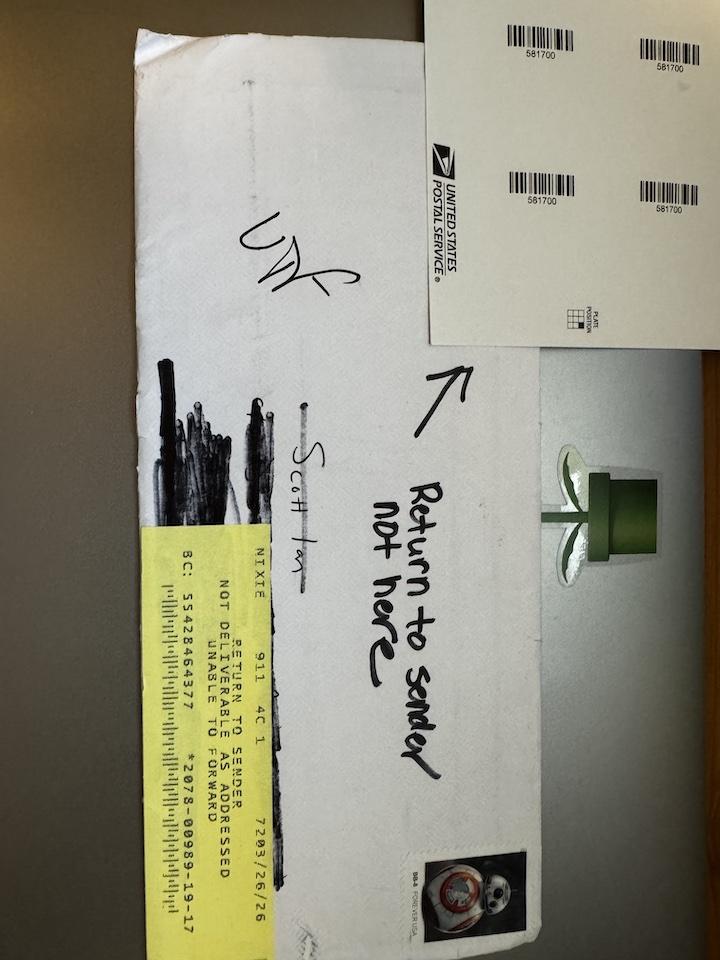 581700
581700
581700
581700
UNITED STATES
POSTAL SERVICE®
PLATE
POSITION
UTF
Return to sender
not here
Scott Ian
BB-8 FOREVER USA
NIXIE 911 4C 1 7203/26/26
RETURN TO SENDER
NOT DELIVERABLE AS ADDRESSED
UNABLE TO FORWARD
BC: 55428464377 *2078-00989-19-17